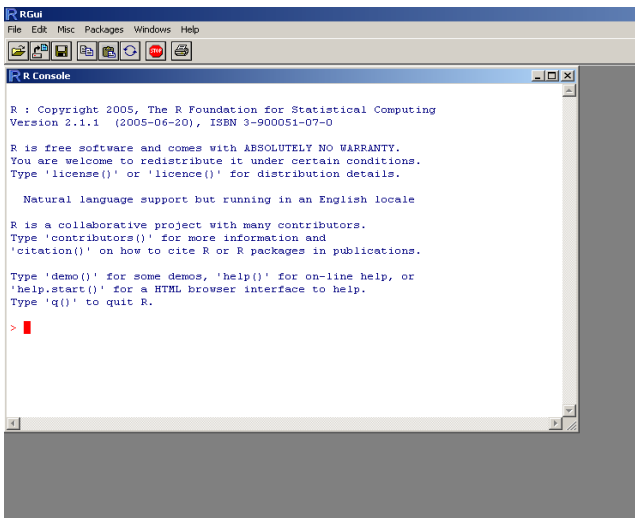 RGui
File Edit Misc Packages Windows Help
STOP
R Console
R : Copyright 2005, The R Foundation for Statistical Computing
Version 2.1.1 (2005-06-20), ISBN 3-900051-07-0
R is free software and comes with ABSOLUTELY NO WARRANTY.
You are welcome to redistribute it under certain conditions.
Type 'license()' or 'licence()' for distribution details.
Natural language support but running in an English locale
R is a collaborative project with many contributors.
Type 'contributors()' for more information and
'citation()' on how to cite R or R packages in publications.
Type 'demo()' for some demos, 'help()' for on-line help, or
'help.start()' for a HTML browser interface to help.
Type 'q()' to quit R.
>